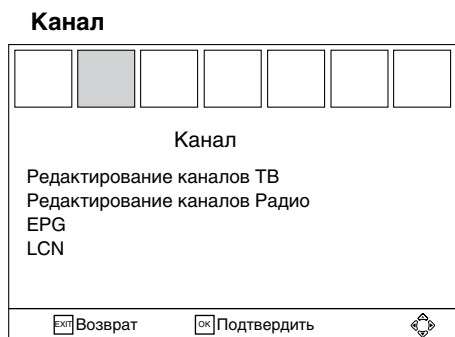 Канал
Канал
Редактирование каналов ТВ
Редактирование каналов Радио
EPG
LCN
EXIT Возврат OK Подтвердить